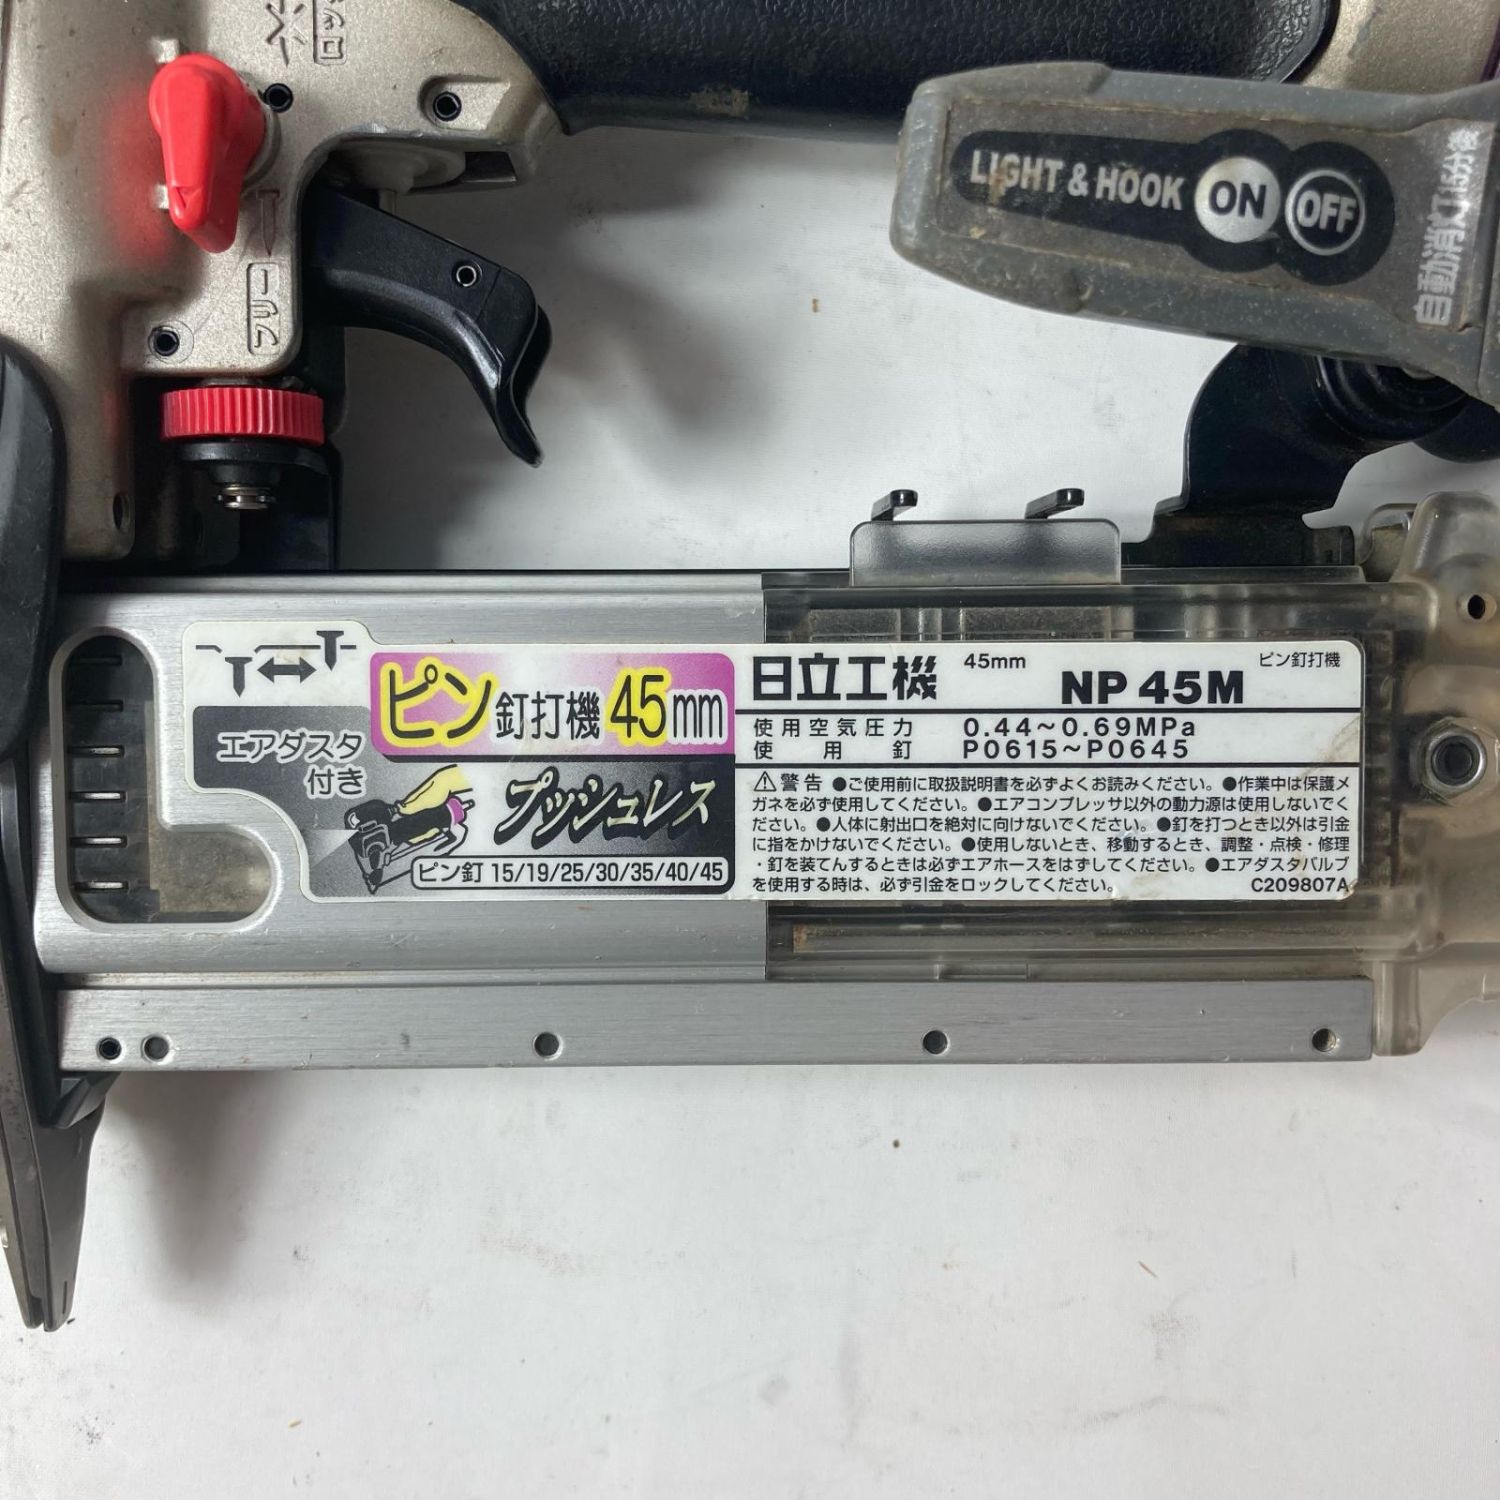 ロッ
フリー
LIGHT & HOOK ON OFF
自動消灯15分後
エアダスタ
付き
ピン釘打機45mm
プッシュレス
ピン釘 15/19/25/30/35/40/45
日立工機 45mm NP 45M ピン釘打機
使用空気圧力 0.44～0.69MPa
使用釘 P0615～P0645
⚠警告 ●ご使用前に取扱説明書を必ずよくお読みください。●作業中は保護メ
ガネを必ず使用してください。●エアコンプレッサ以外の動力源は使用しないでく
ださい。●人体に射出口を絶対に向けないでください。●釘を打つとき以外は引金
に指をかけないでください。●使用しないとき、移動するとき、調整・点検・修理
・釘を装てんするときは必ずエアホースをはずしてください。●エアダスタバルブ
を使用する時は、必ず引金をロックしてください。 C209807A